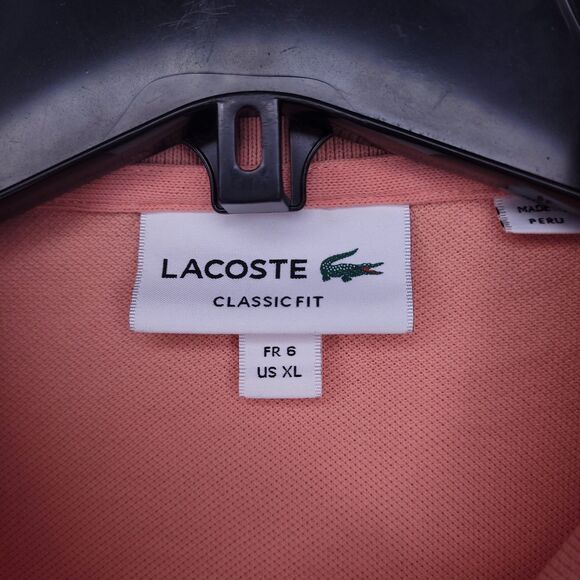 LACOSTE
CLASSIC FIT
FR 6
US XL
MADE
PERU